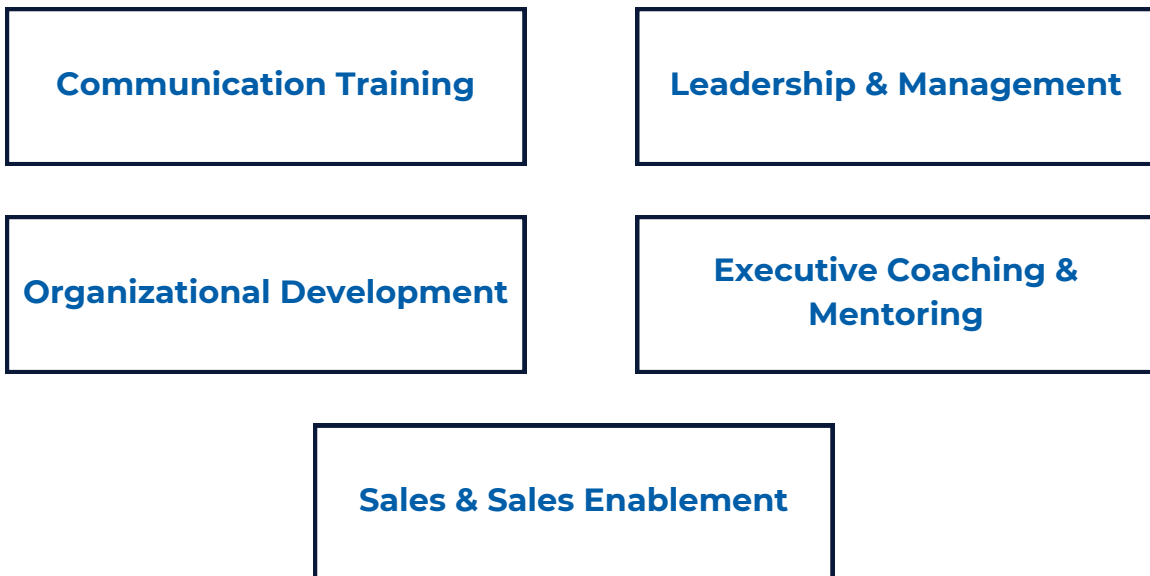 Communication Training
Leadership & Management
Organizational Development
Executive Coaching &
Mentoring
Sales & Sales Enablement